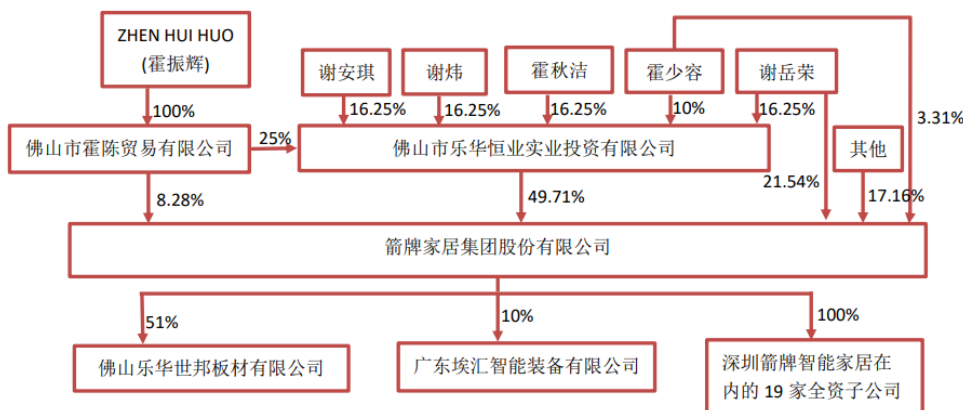 ZHEN HUI HUO
(霍振辉)
谢安琪
谢炜
霍秋洁
霍少容
谢岳荣
100%
16.25%
16.25%
16.25%
10%
16.25%
3.31%
佛山市霍陈贸易有限公司
25%
佛山市乐华恒业实业投资有限公司
其他
8.28%
49.71%
21.54%
17.16%
箭牌家居集团股份有限公司
51%
10%
100%
佛山乐华世邦板材有限公司
广东埃汇智能装备有限公司
深圳箭牌智能家居在
内的 19 家全资子公司